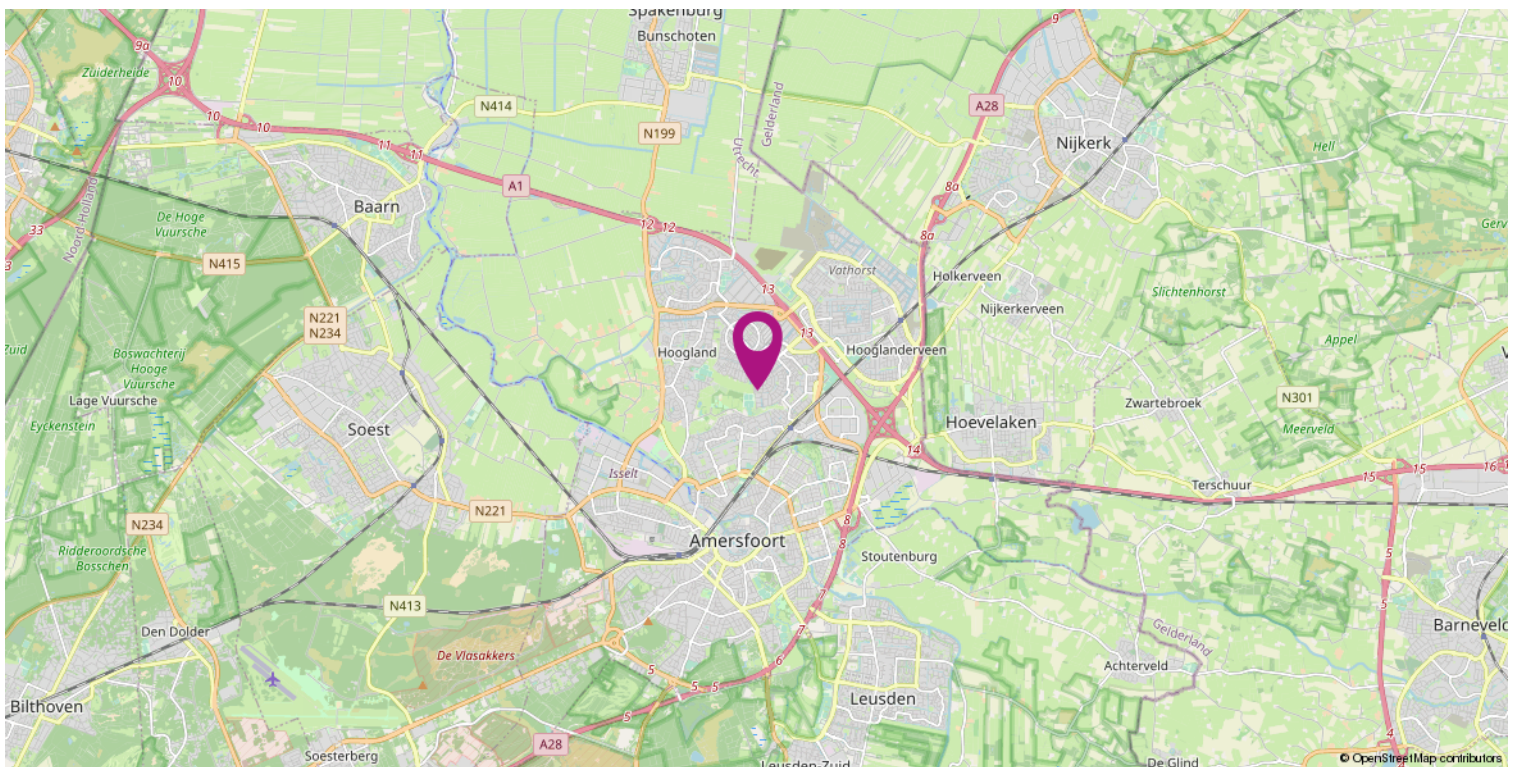 Spakenburg
Bunschoten
9a
9
Zuiderheide
10
A28
N414
Gelderland
10
10
N199
Utrecht
Nijkerk
Hell
11
11
A1
8a
Baarn
De Hoge
Vuursche
Noord-Holland
12
12
33
8a
3
N415
Vathorst
Holkerveen
13
Slichtenhorst
Nijkerkerveen
N221
N234
13
Appel
Zuid
Boswachterij
Hooge
Vuursche
Hoogland
Hooglanderveen
Lage Vuursche
N301
Zwartebroek
Eyckenstein
Soest
Hoevelaken
Meerveld
14
Isselt
15
15
16
Terschuur
N221
N234
8
Amersfoort
8
Ridderoordsche
Bosschen
Stoutenburg
5
7
N413
5
Den Dolder
7
Gelderland
Barneveld
De Vlasakkers
6
Achterveld
5
5
5
Bilthoven
Leusden
5
A28
4
Soesterberg
Leusden-Zuid
De Glind
© OpenStreetMap contributors